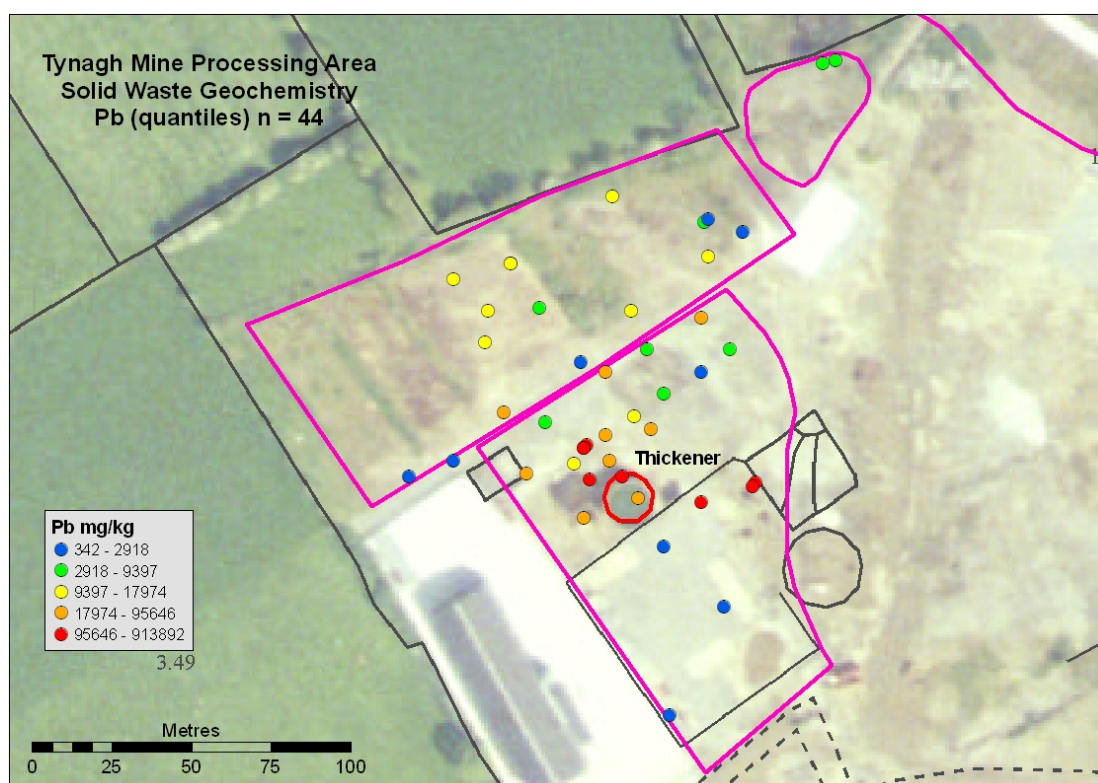 Tynagh Mine Processing Area
Solid Waste Geochemistry
Pb (quantiles) n = 44
Thickener
Pb mg/kg
342 - 2918
2918 - 9397
9397 - 17974
17974 - 95646
95646 - 913892
3.49
Metres
0 25 50 75 100